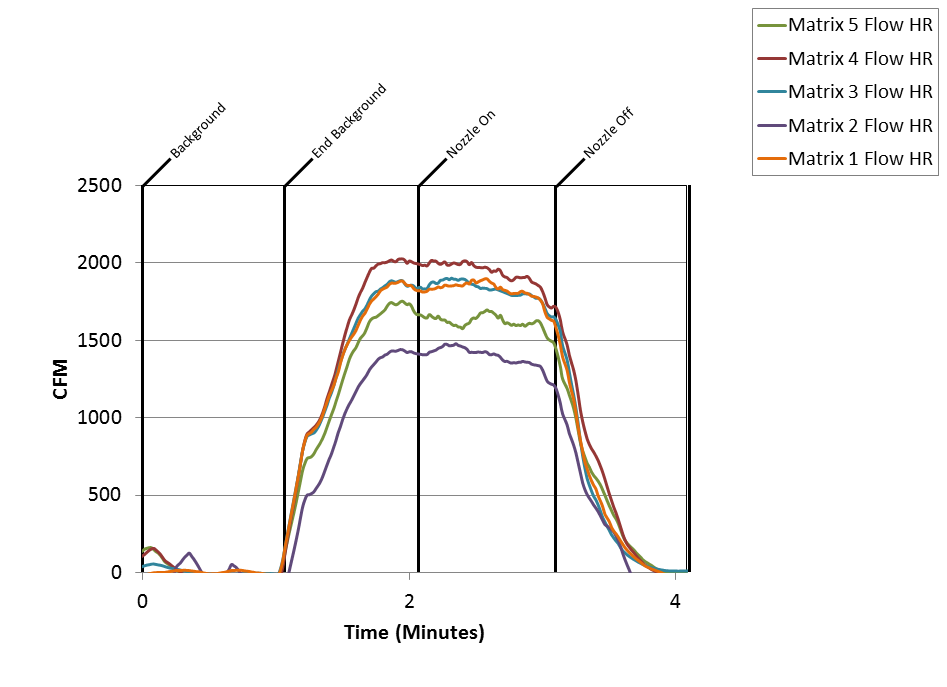 Matrix 5 Flow HR
Matrix 4 Flow HR
Matrix 3 Flow HR
Matrix 2 Flow HR
Matrix 1 Flow HR
Background
End Background
Nozzle On
Nozzle Off
2500
2000
1500
1000
500
0
CFM
0 2 4
Time (Minutes)